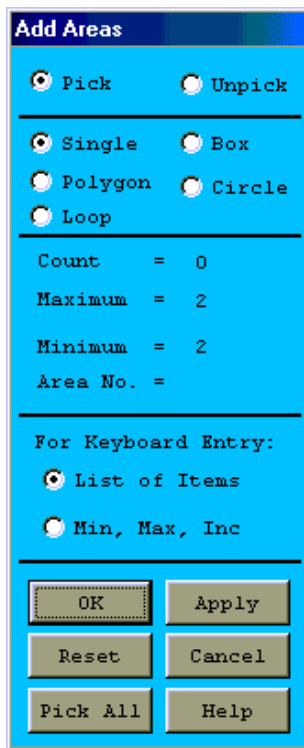 Add Areas
Pick Unpick
Single Box
Polygon Circle
Loop
Count = 0
Maximum = 2
Minimum = 2
Area No. =
For Keyboard Entry:
List of Items
Min, Max, Inc
OK Apply
Reset Cancel
Pick All Help